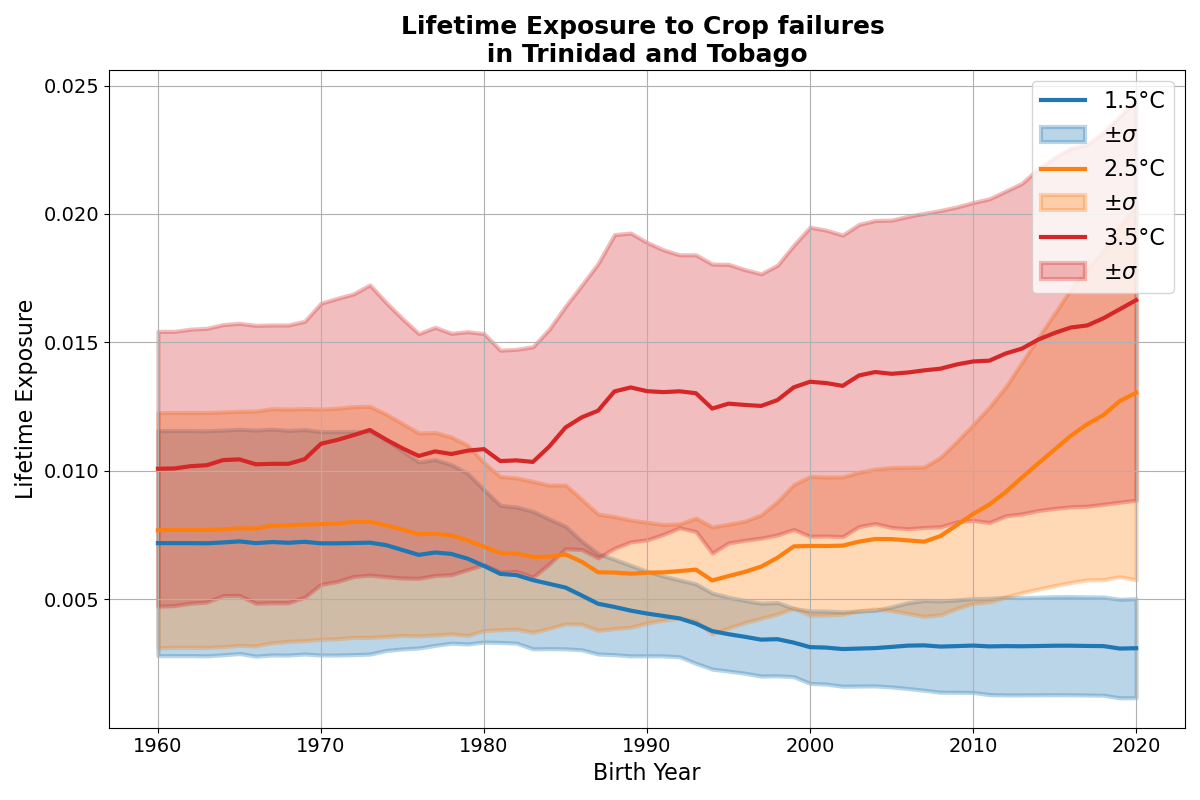 Lifetime Exposure to Crop failures
in Trinidad and Tobago
0.025
0.020
0.015
0.010
0.005
Lifetime Exposure
1.5°C
±σ
2.5°C
±σ
3.5°C
±σ
1960
1970
1980
1990
2000
2010
2020
Birth Year